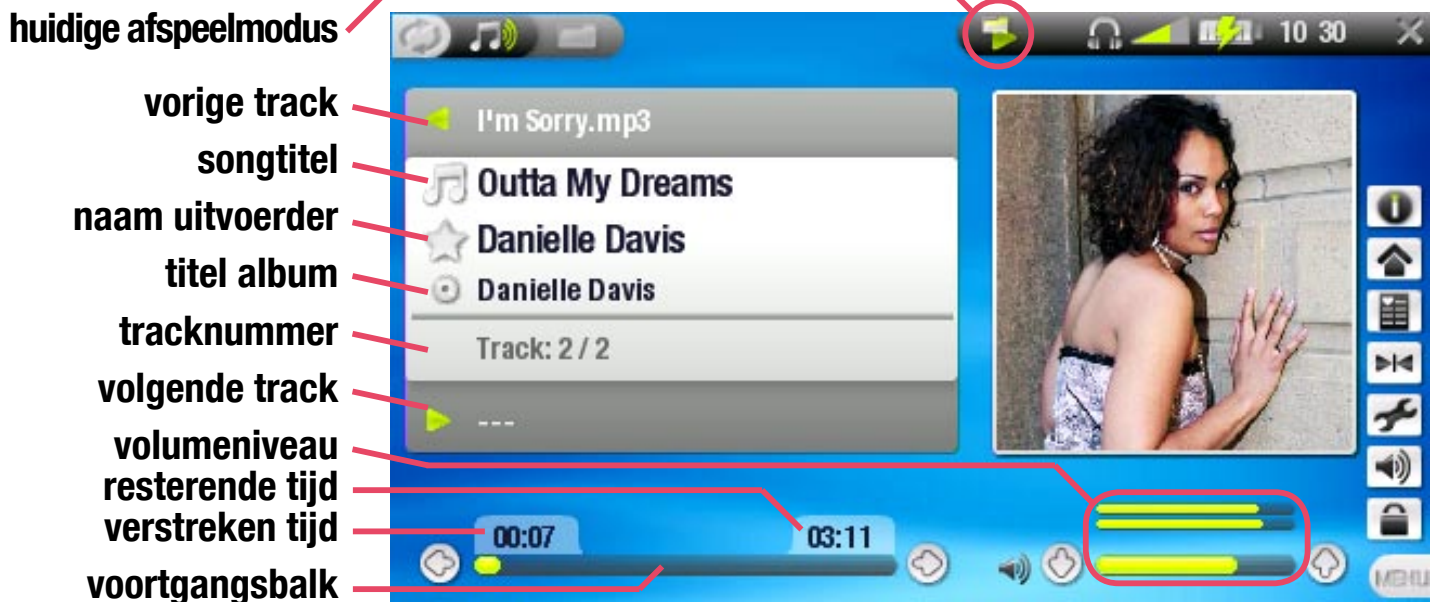 huidige afspeelmodus
10 30
vorige track
I'm Sorry.mp3
songtitel
Outta My Dreams
naam uitvoerder
Danielle Davis
titel album
Danielle Davis
tracknummer
Track: 2 / 2
volgende track
---
volumeniveau
resterende tijd
verstreken tijd
00:07
03:11
voortgangsbalk
MENU